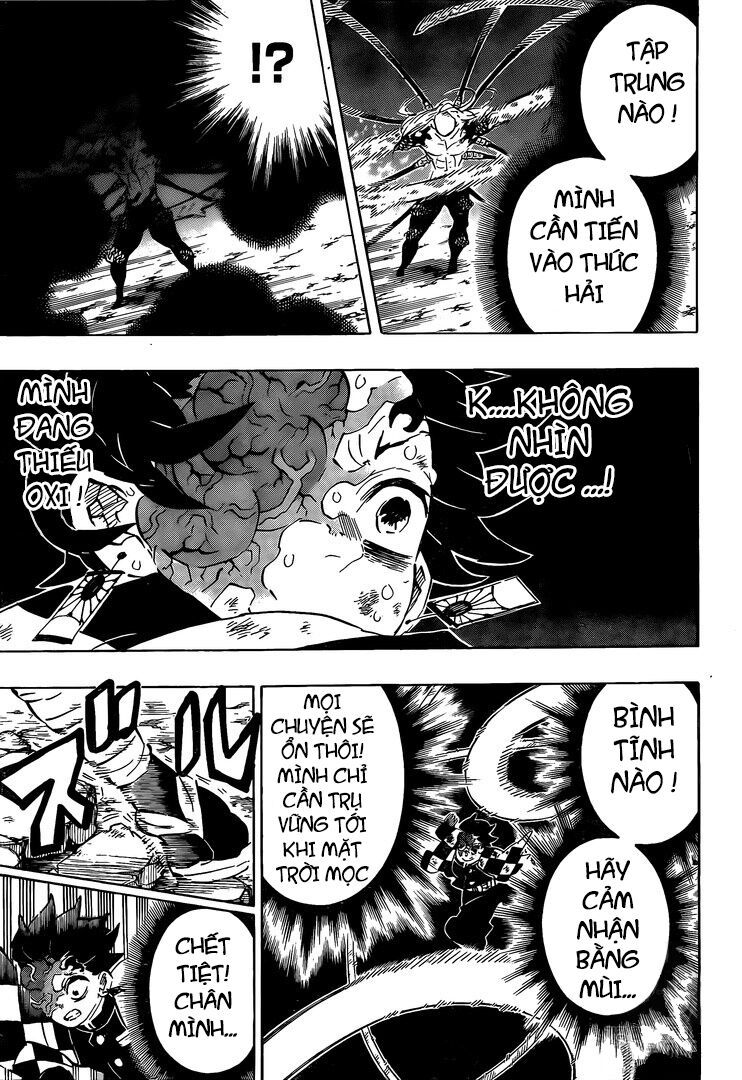 TẬP
TRUNG
NÀO !
MÌNH
CẦN TIẾN
VÀO THỨC
HẢI
!?
K....KHÔNG
NHÌN
ĐƯỢC ...!
MÌNH
ĐANG
THIẾU
OXI !
BÌNH
TĨNH
NÀO !
HÃY
CẢM
NHẬN
BẰNG
MÙI...
MỌI
CHUYỆN SẼ
ỔN THÔI!
MÌNH CHỈ
CẦN TRỤ
VỮNG TỚI
KHI MẶT
TRỜI MỌC
ズル
CHẾT
TIỆT!
CHÂN
MÌNH...